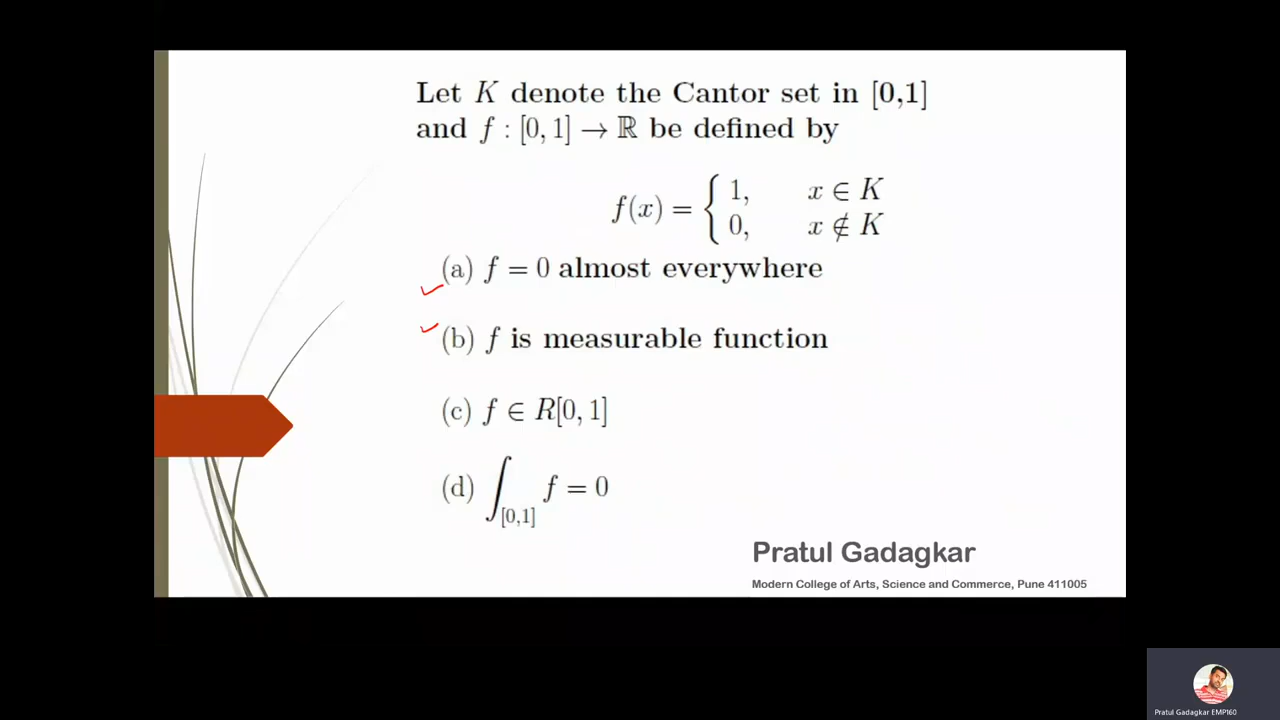 Let K denote the Cantor set in [0,1]
and f : [0, 1] → ℝ be defined by
f(x) = { 1, x ∈ K
0, x ∉ K
(a) f = 0 almost everywhere
(b) f is measurable function
(c) f ∈ R[0, 1]
(d) ∫_[0,1] f = 0
Pratul Gadagkar
Modern College of Arts, Science and Commerce, Pune 411005
Pratul Gadagkar EMP160